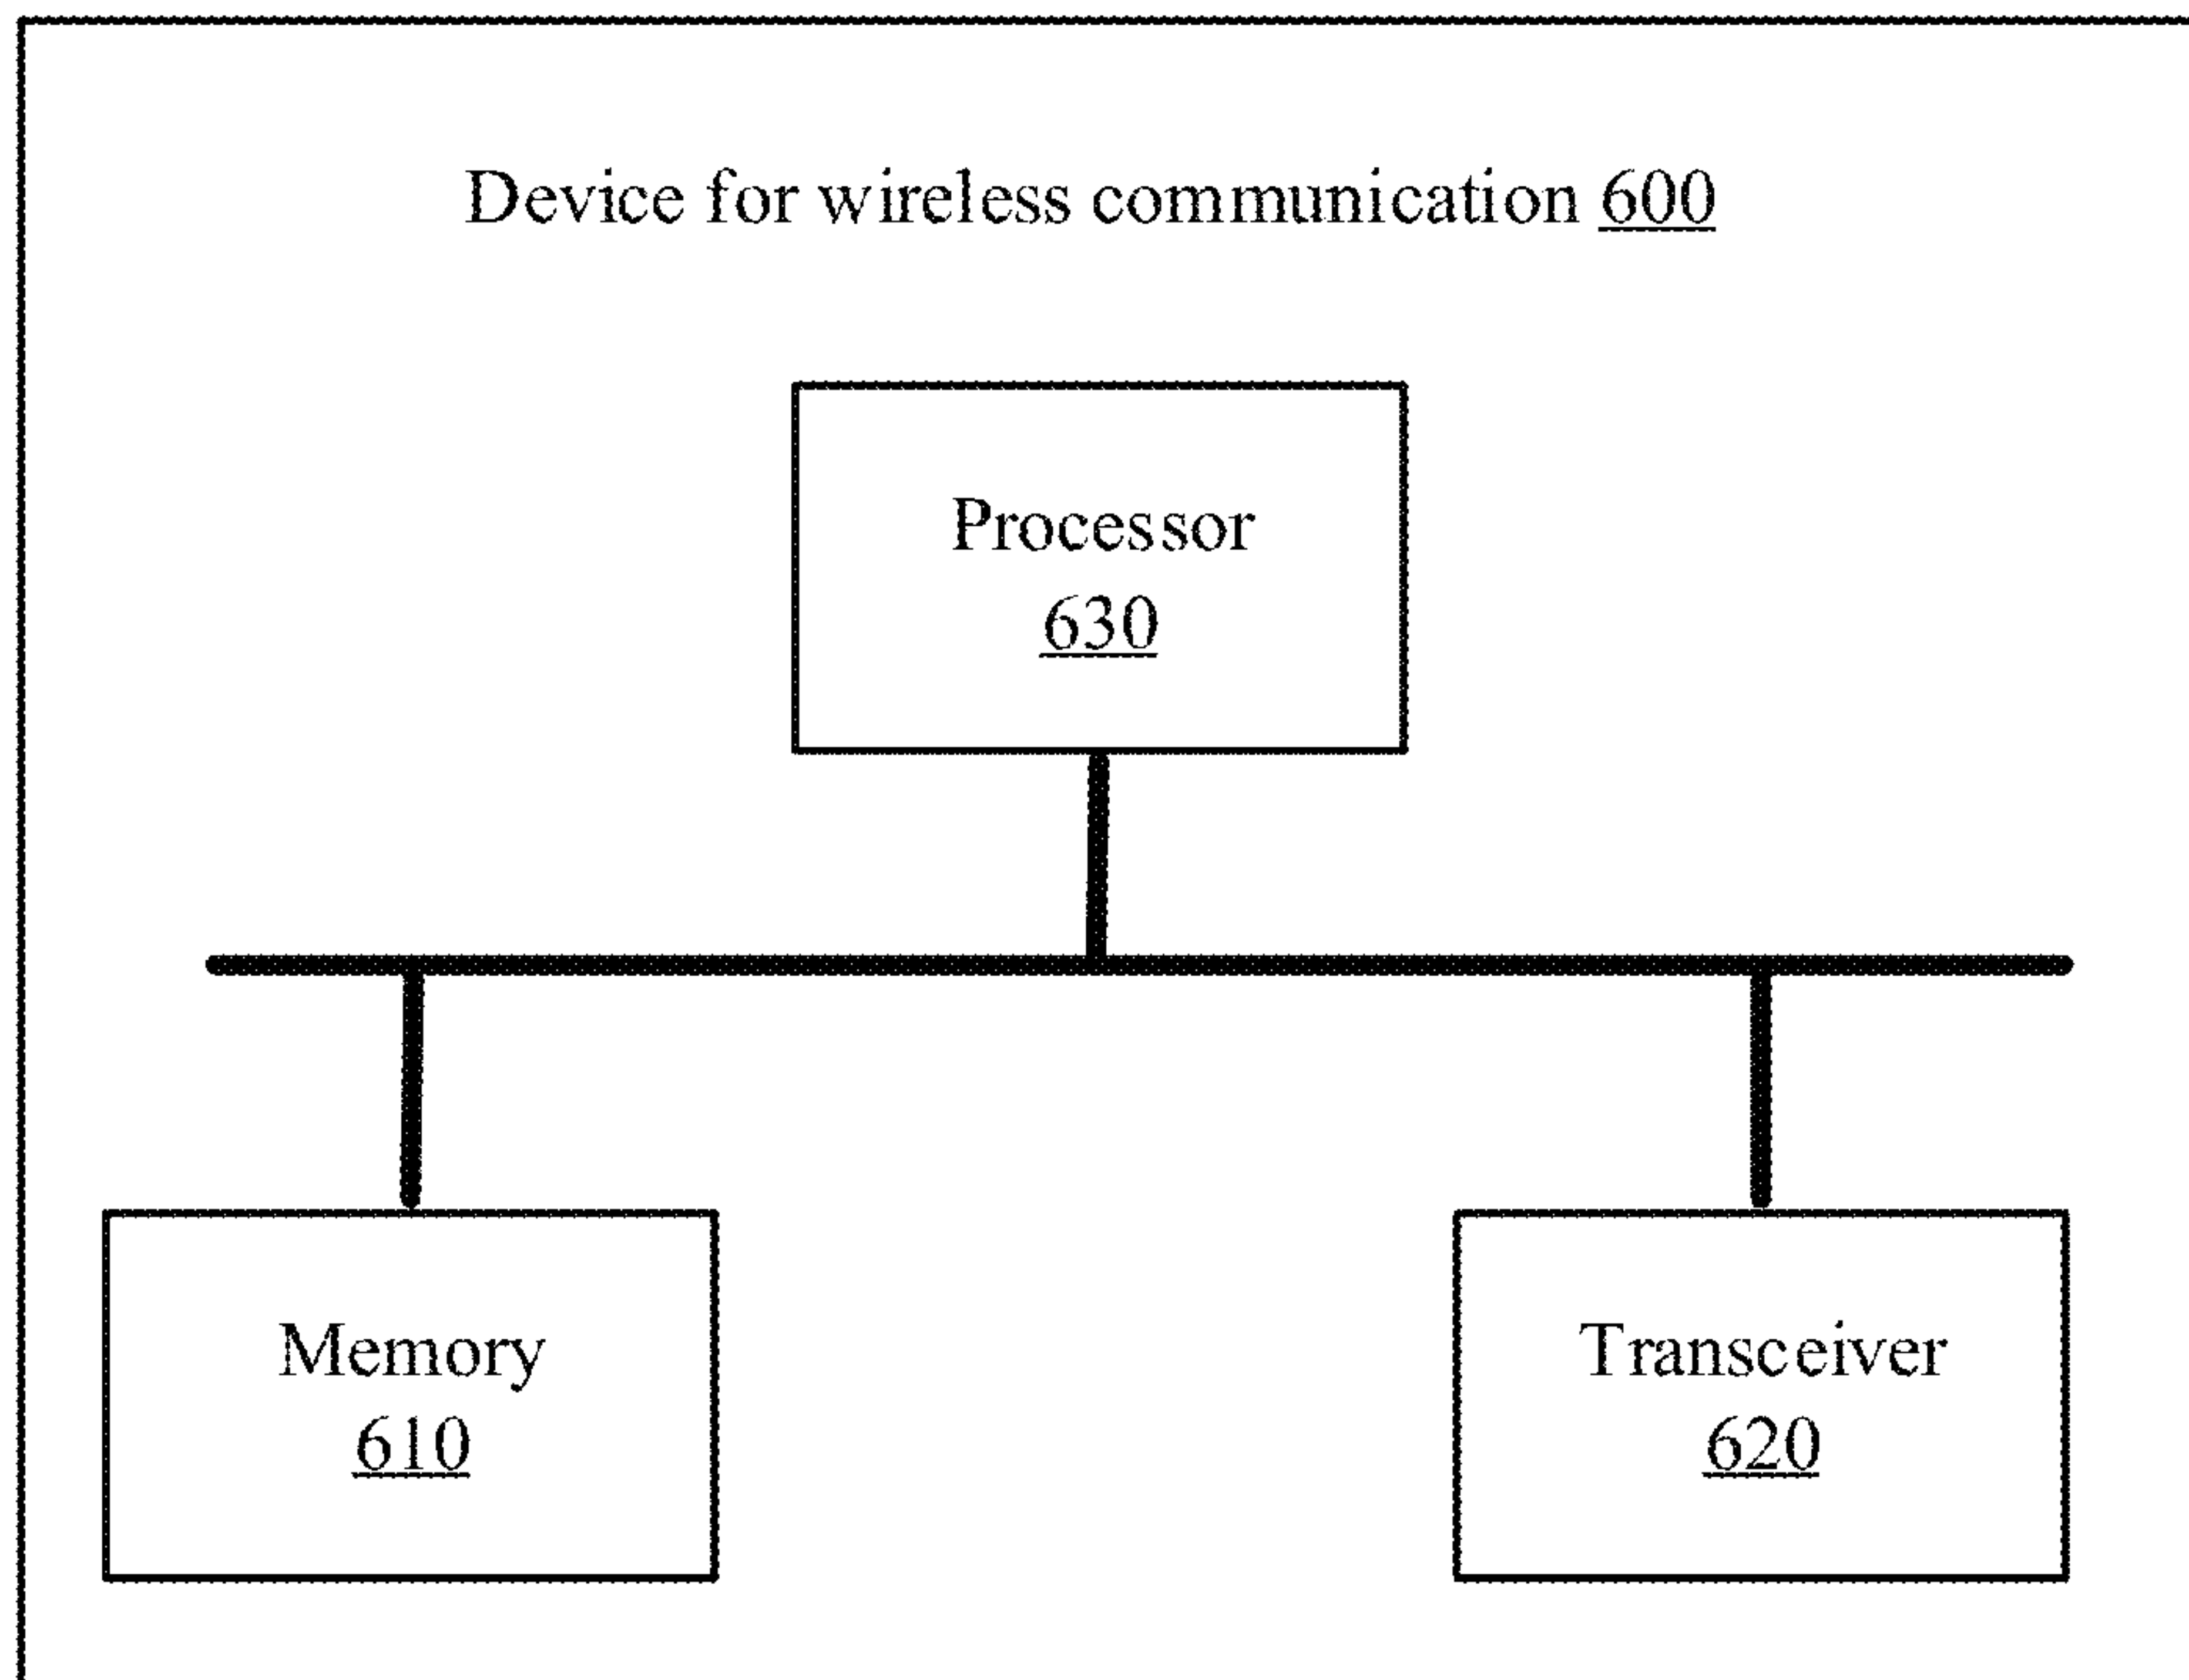 Device for wireless communication 600
Processor
630
Memory
610
Transceiver
620